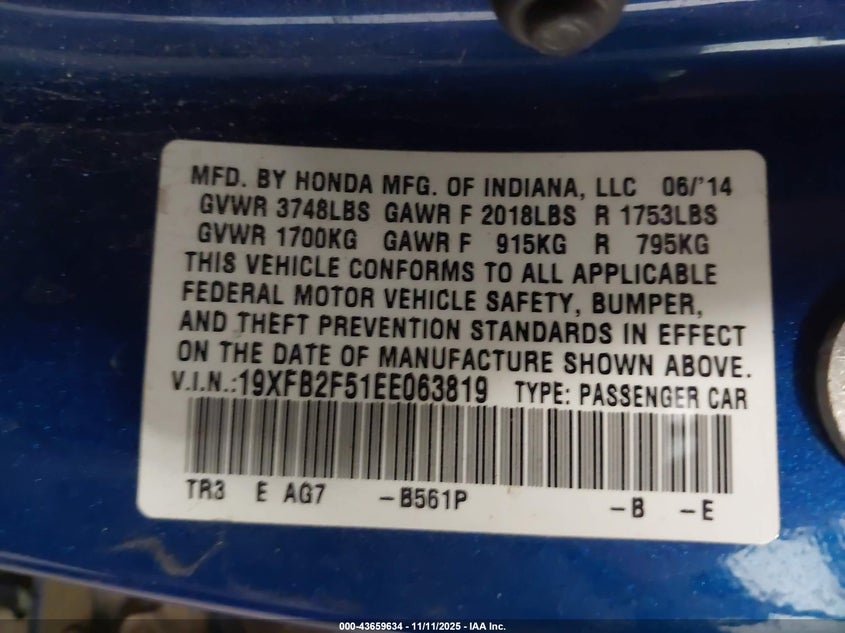 MFD. BY HONDA MFG. OF INDIANA, LLC 06/'14
GVWR 3748LBS GAWR F 2018LBS R 1753LBS
GVWR 1700KG GAWR F 915KG R 795KG
THIS VEHICLE CONFORMS TO ALL APPLICABLE
FEDERAL MOTOR VEHICLE SAFETY, BUMPER,
AND THEFT PREVENTION STANDARDS IN EFFECT
ON THE DATE OF MANUFACTURE SHOWN ABOVE.
V.I.N.:19XFB2F51EE063819 TYPE: PASSENGER CAR
TR3 E AG7 -B561P -B -E
000-43659634 - 11/11/2025 - IAA Inc.